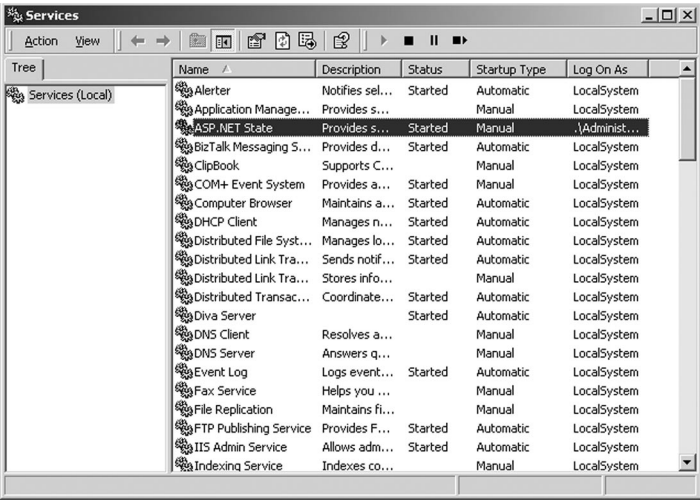 Services
Action View
Tree
Services (Local)
Name Description Status Startup Type Log On As
Alerter Notifies sel... Started Automatic LocalSystem
Application Manage... Provides s... Manual LocalSystem
ASP.NET State Provides s... Started Manual .\Administ...
BizTalk Messaging S... Provides d... Started Automatic LocalSystem
ClipBook Supports C... Manual LocalSystem
COM+ Event System Provides a... Started Manual LocalSystem
Computer Browser Maintains a... Started Automatic LocalSystem
DHCP Client Manages n... Started Automatic LocalSystem
Distributed File Syst... Manages lo... Started Automatic LocalSystem
Distributed Link Tra... Sends notif... Started Automatic LocalSystem
Distributed Link Tra... Stores info... Manual LocalSystem
Distributed Transac... Coordinate... Started Automatic LocalSystem
Diva Server Started Automatic LocalSystem
DNS Client Resolves a... Manual LocalSystem
DNS Server Answers q... Manual LocalSystem
Event Log Logs event... Started Automatic LocalSystem
Fax Service Helps you ... Manual LocalSystem
File Replication Maintains fi... Manual LocalSystem
FTP Publishing Service Provides F... Started Automatic LocalSystem
IIS Admin Service Allows adm... Started Automatic LocalSystem
Indexing Service Indexes co... Manual LocalSystem